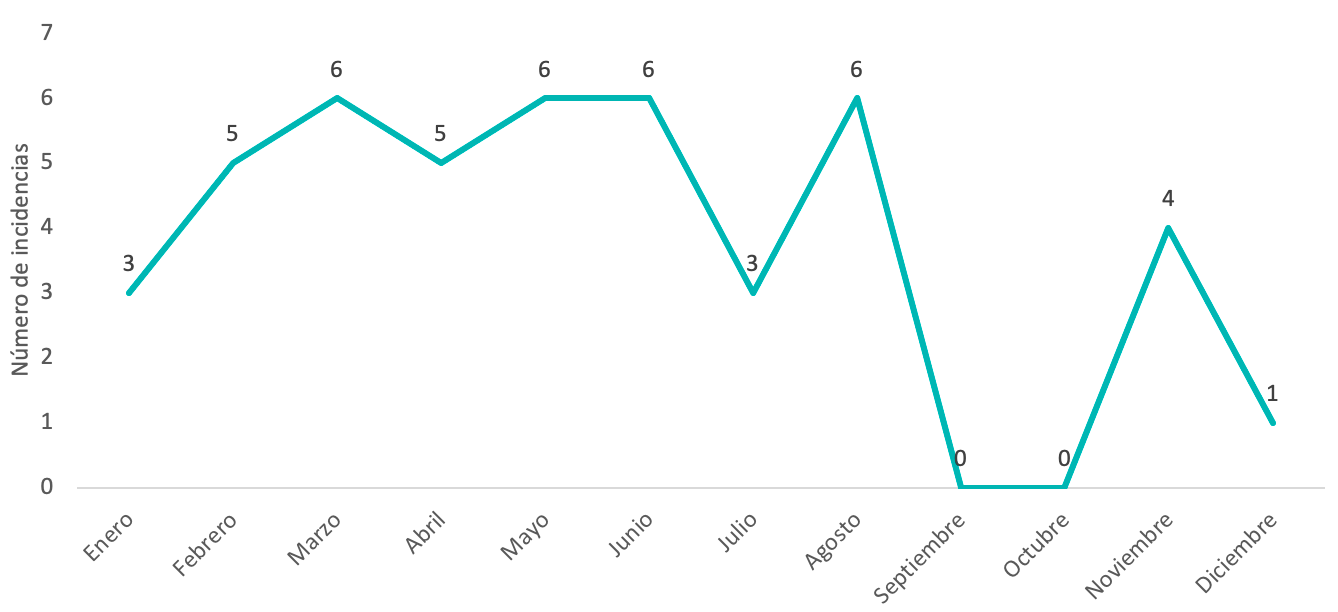 7
6
5
4
3
2
1
0
Número de incidencias
3
5
6
5
6
6
3
6
0
0
4
1
Enero
Febrero
Marzo
Abril
Mayo
Junio
Julio
Agosto
Septiembre
Octubre
Noviembre
Diciembre